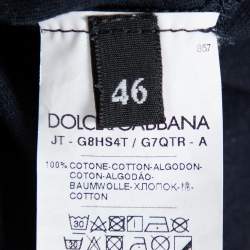 857
46
DOLCE&GABBANA
JT - G8HS4T / G7QTR - A
100% COTONE-COTTON-ALGODON-
COTON-ALGODÃO-
BAUMWOLLE-ХЛОПОК-棉
COTTON